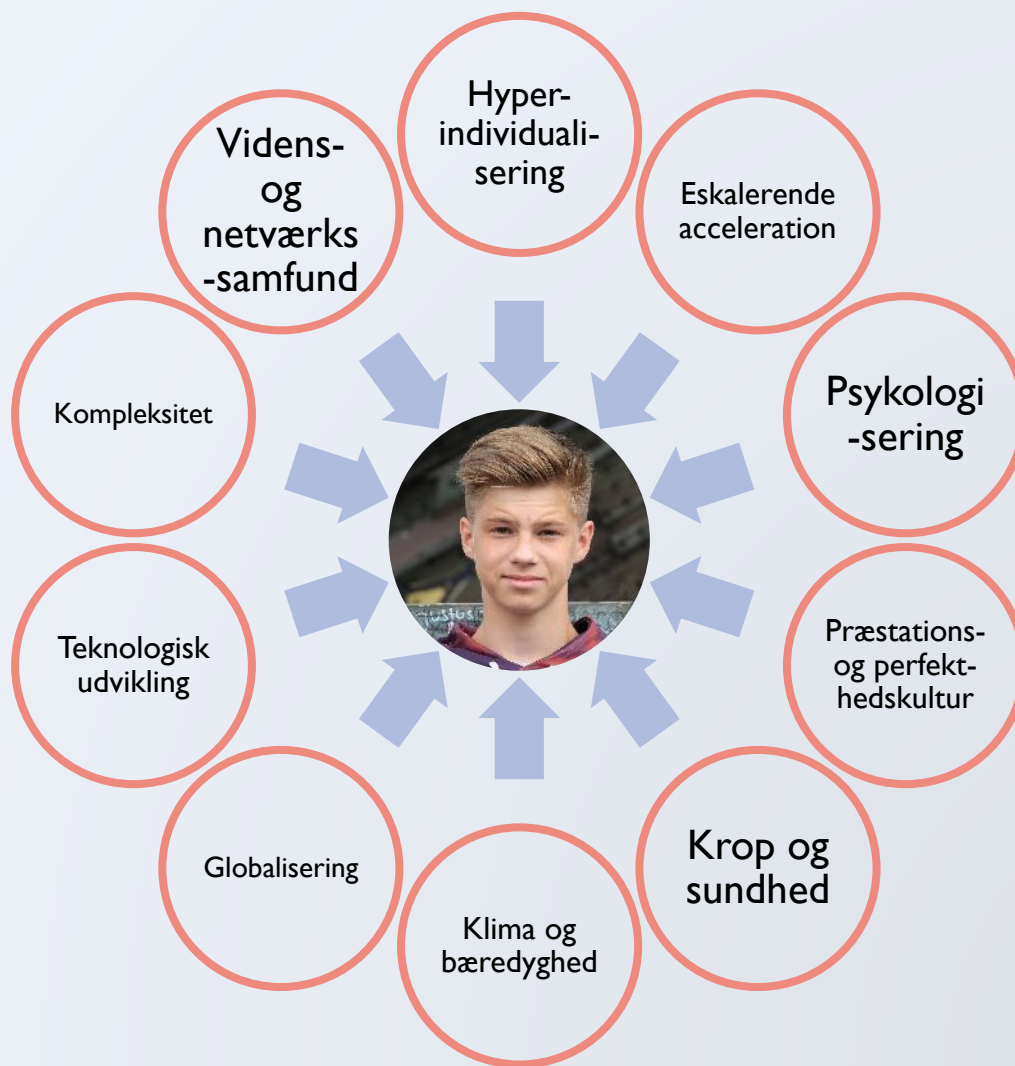 Hyper-
individuali-
sering
Eskalerende
acceleration
Psykologi
-sering
Præstations-
og perfekt-
hedskultur
Krop og
sundhed
Klima og
bæredyghed
Globalisering
Teknologisk
udvikling
Kompleksitet
Videns-
og
netværks
-samfund